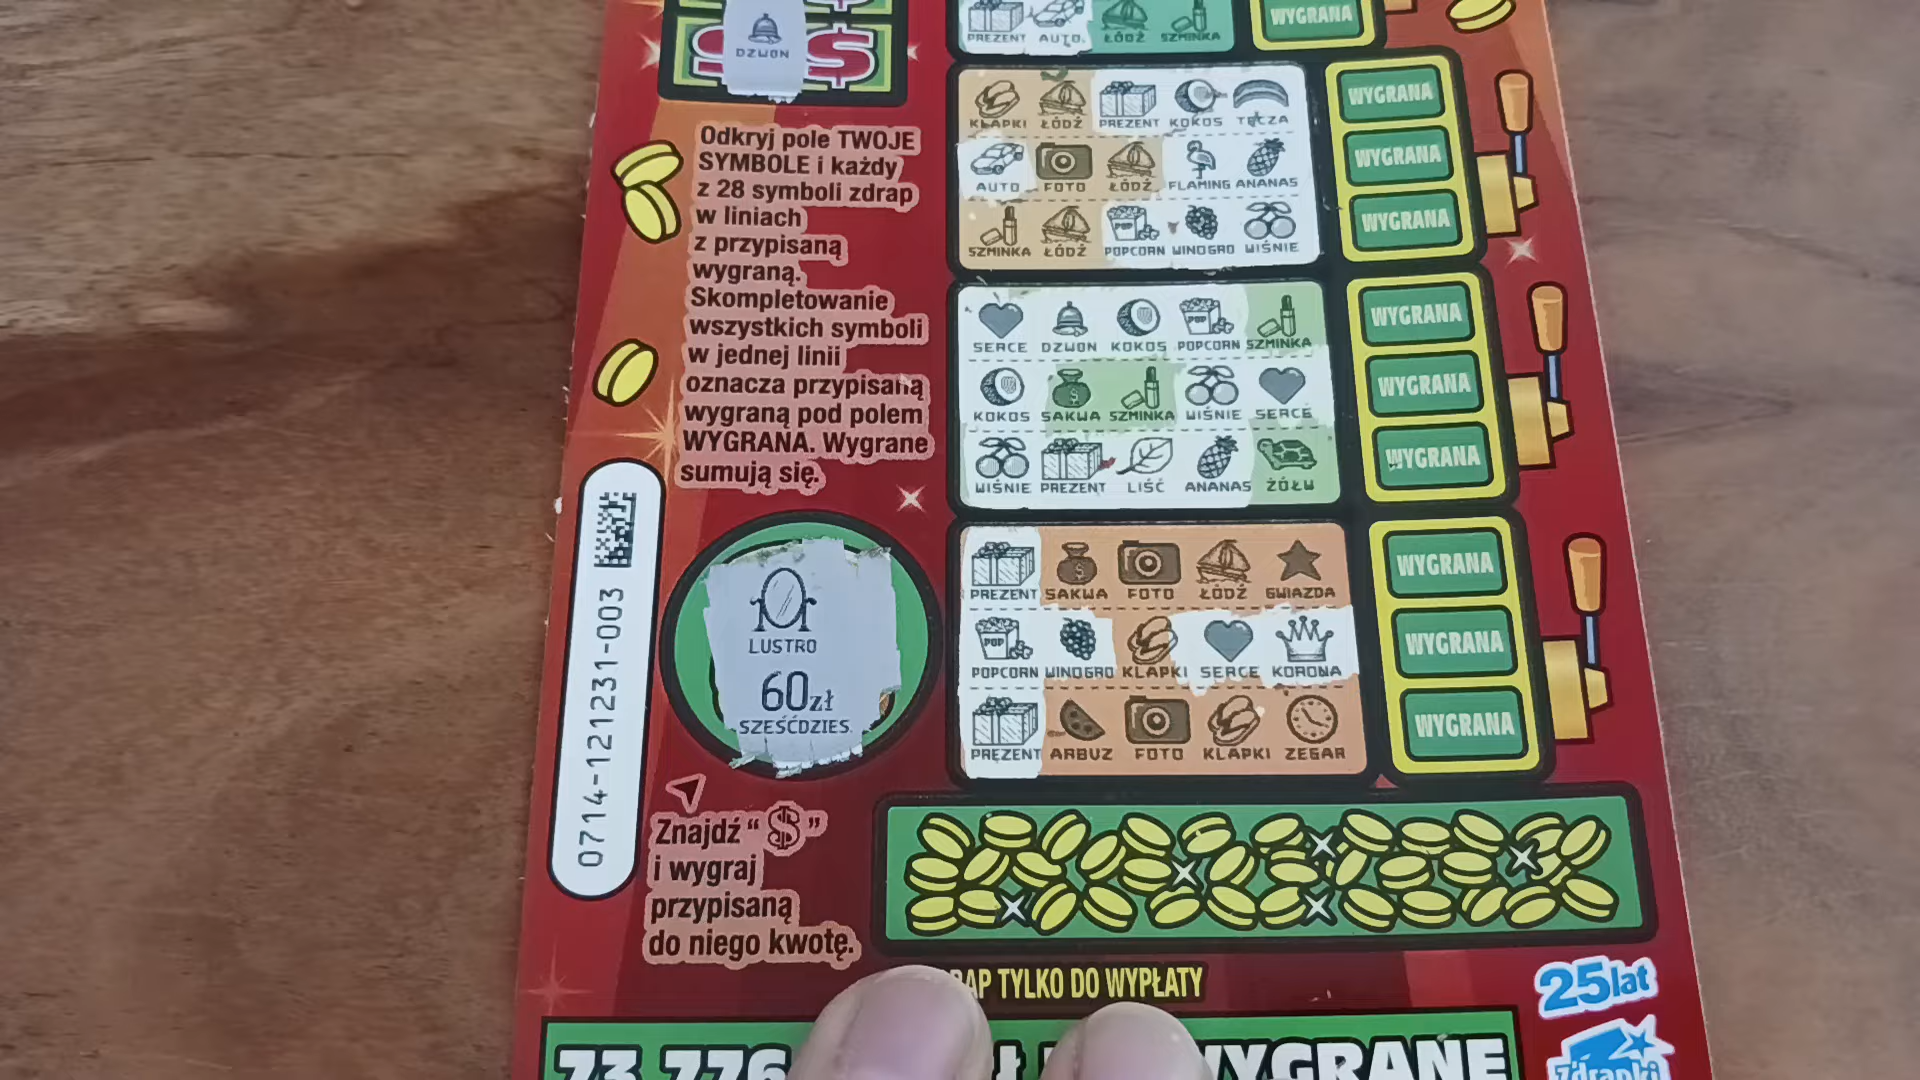 DZWON
$
Odkryj pole TWOJE
SYMBOLE i każdy
z 28 symboli zdrap
w liniach
z przypisaną
wygraną.
Skompletowanie
wszystkich symboli
w jednej linii
oznacza przypisaną
wygraną pod polem
WYGRANA. Wygrane
sumują się.
0714-121231-003
LUSTRO
60zł
SZEŚĆDZIES.
Znajdź “$”
i wygraj
przypisaną
do niego kwotę.
PREZENT AUTO. ŁÓDŹ SZMINKA
WYGRANA
KLAPKI ŁÓDŹ PREZENT KOKOS TĘCZA
WYGRANA
AUTO FOTO ŁÓDŹ FLAMING ANANAS
WYGRANA
SZMINKA ŁÓDŹ POPCORN WINOGRO WIŚNIE
WYGRANA
SERCE DZWON KOKOS POPCORN SZMINKA
WYGRANA
KOKOS SAKWA SZMINKA WIŚNIE SERCE
WYGRANA
WIŚNIE PREZENT LIŚĆ ANANAS ŻÓŁW
WYGRANA
PREZENT SAKWA FOTO ŁÓDŹ GWIAZDA
WYGRANA
POPCORN WINOGRO KLAPKI SERCE KORONA
WYGRANA
PREZENT ARBUZ FOTO KLAPKI ZEGAR
WYGRANA
TYLKO DO WYPŁATY
25lat
Zdrapki
73 776
WYGRANE